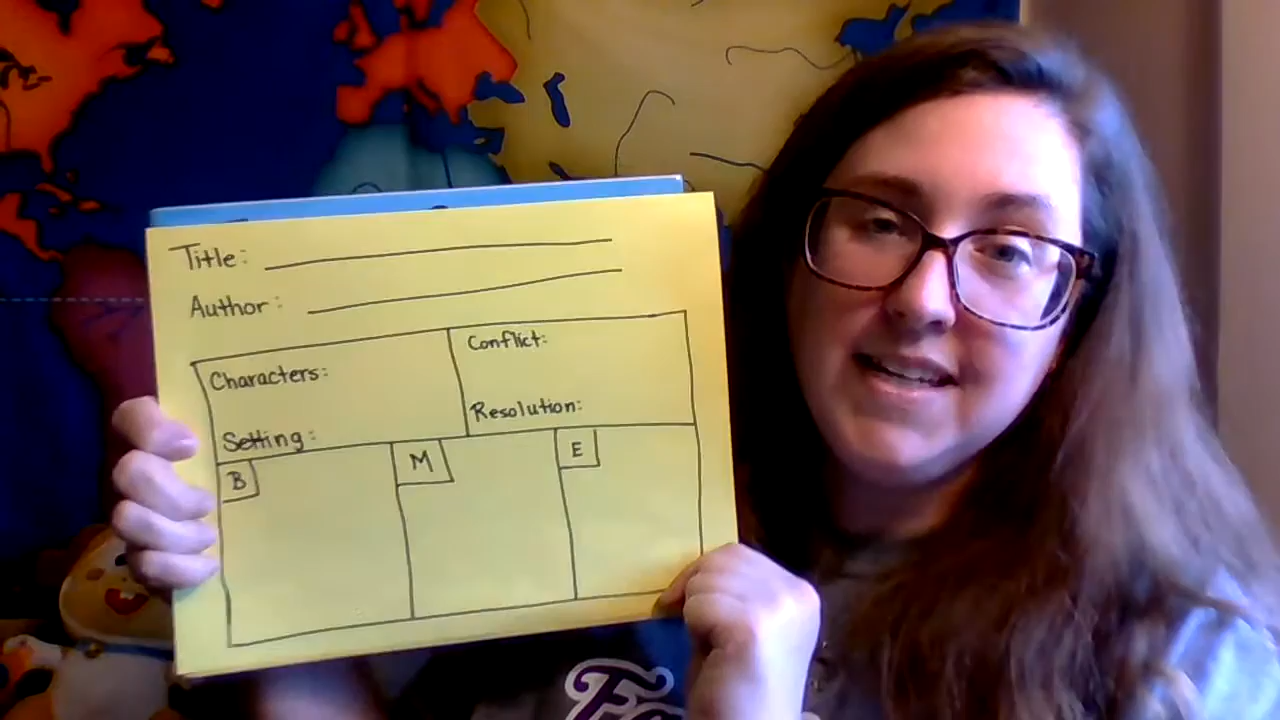 Title:
Author:
Characters:
Conflict:
Setting:
Resolution:
B
M
E